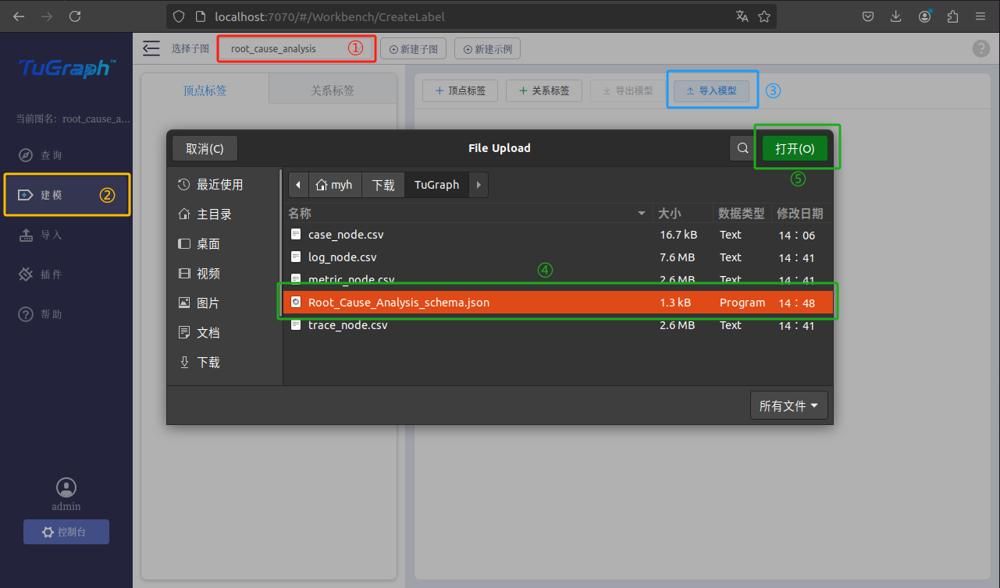 localhost:7070/#/Workbench/CreateLabel
TuGraph™
选择子图 root_cause_analysis ① 新建子图 新建示例 ?
顶点标签 关系标签
顶点标签 关系标签 导出模型 导入模型 ③
当前图名: root_cause_a...
查询
建模 ②
导入
插件
帮助
admin
控制台
取消(C) File Upload 打开(O)
⑤
最近使用
主目录
桌面
视频
图片
文档
下载
myh 下载 TuGraph
名称 大小 数据类型 修改日期
case_node.csv 16.7 kB Text 14：06
log_node.csv 7.6 MB Text 14：41
④
metric_node.csv 2.6 MB Text 14：41
Root_Cause_Analysis_schema.json 1.3 kB Program 14：48
trace_node.csv 2.6 MB Text 14：41
所有文件